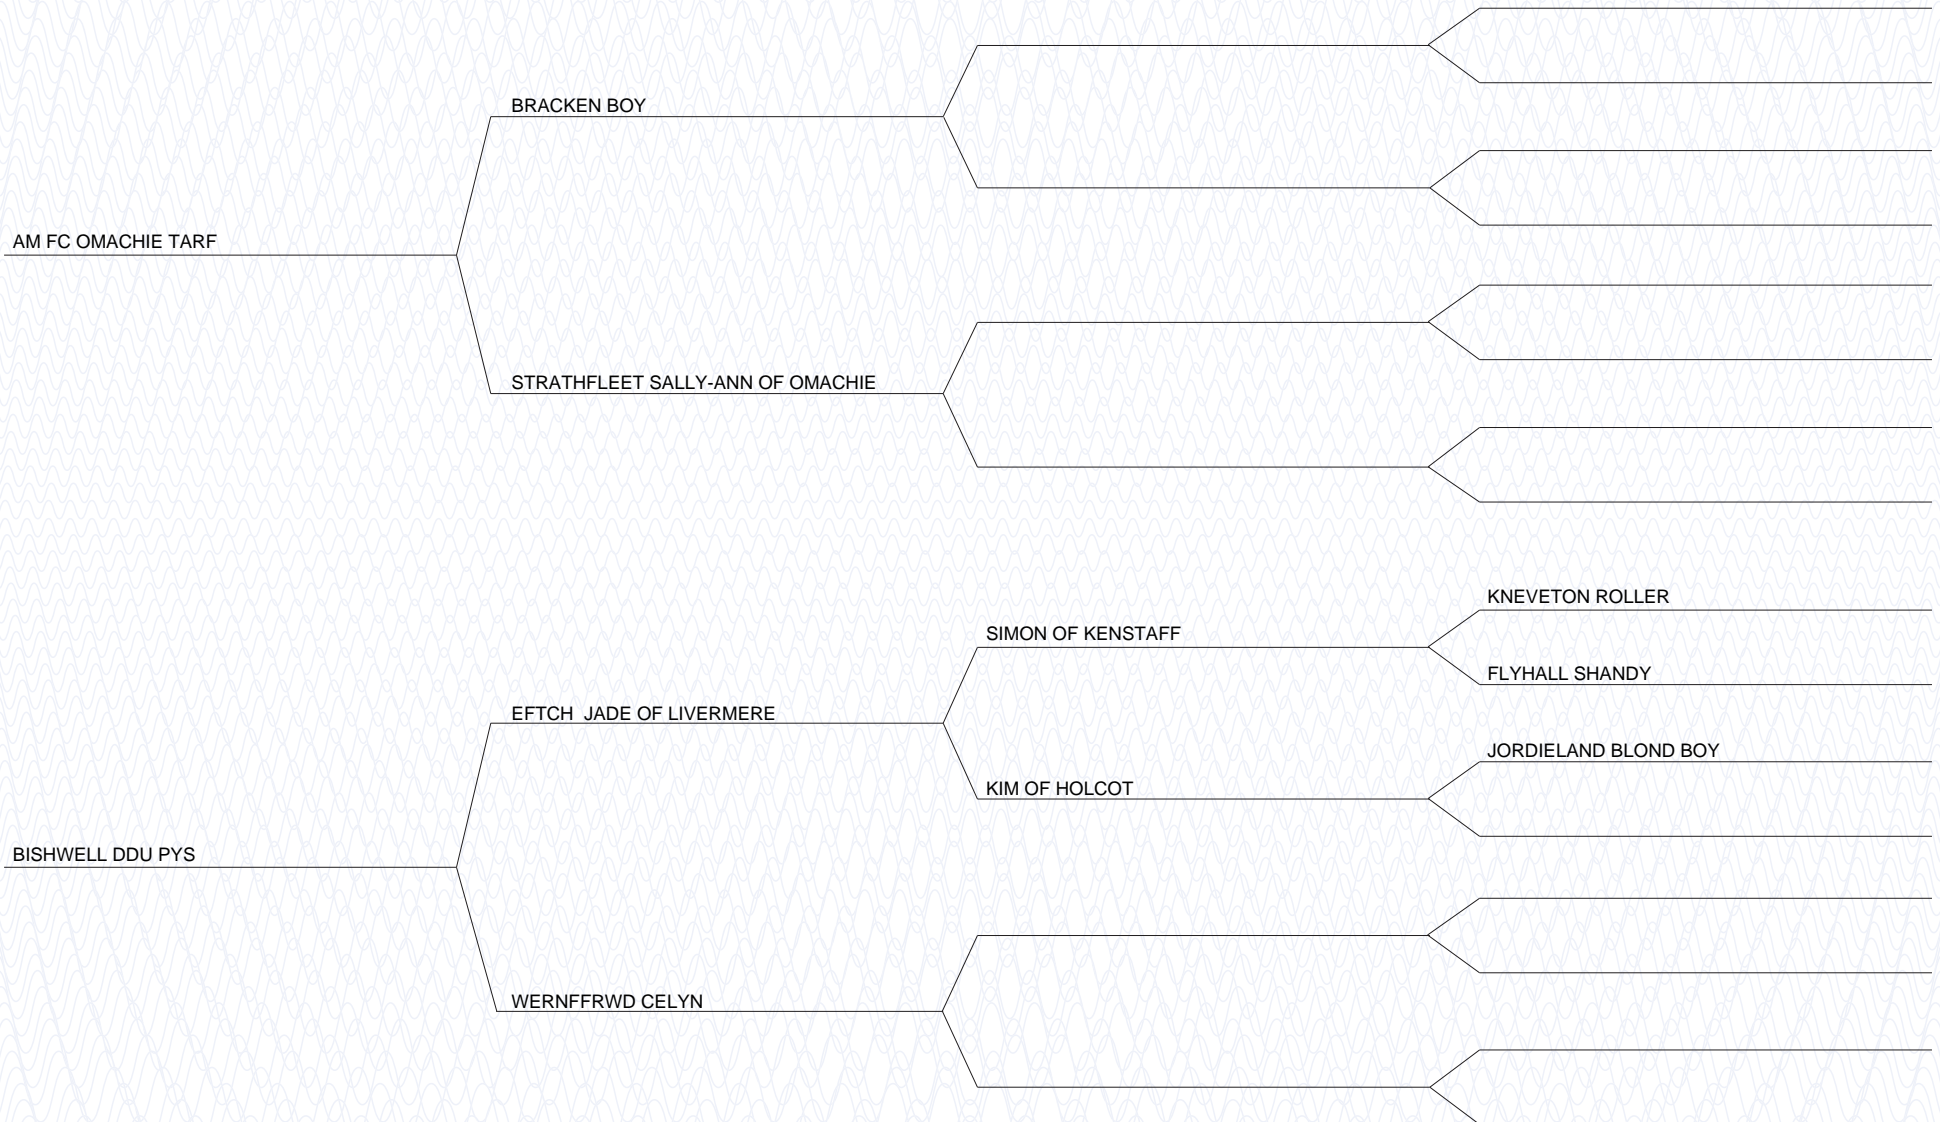 BRACKEN BOY
AM FC OMACHIE TARF
STRATHFLEET SALLY-ANN OF OMACHIE
KNEVETON ROLLER
SIMON OF KENSTAFF
FLYHALL SHANDY
EFTCH  JADE OF LIVERMERE
JORDIELAND BLOND BOY
KIM OF HOLCOT
BISHWELL DDU PYS
WERNFFRWD CELYN